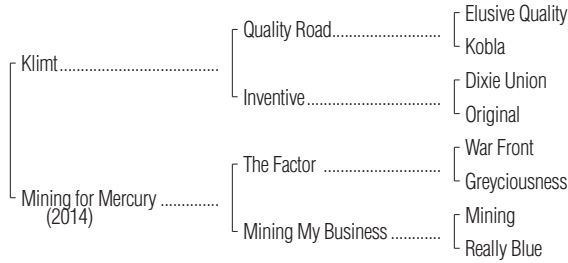 Elusive Quality
Quality Road
Kobla
Klimt
Dixie Union
Inventive
Original
War Front
The Factor
Greyciousness
Mining for Mercury
(2014)
Mining
Mining My Business
Really Blue